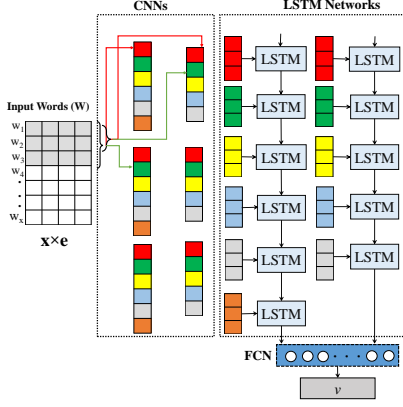 CNNs
LSTM Networks
Input Words (W)
w1
w2
w3
w4
wx
x×e
LSTM
LSTM
LSTM
LSTM
LSTM
LSTM
LSTM
LSTM
LSTM
LSTM
LSTM
FCN
v